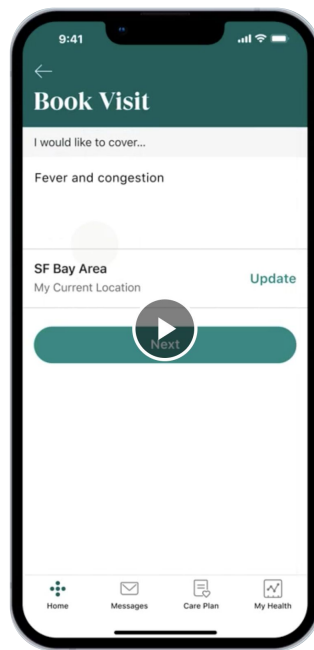 9:41
Book Visit
I would like to cover...
Fever and congestion
SF Bay Area
Update
My Current Location
Next
Home Messages Care Plan My Health